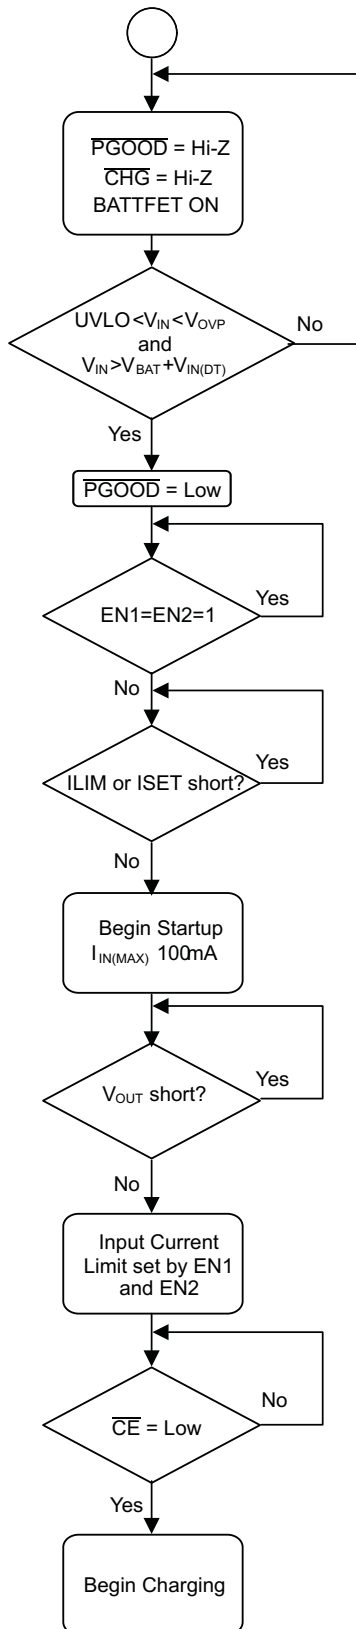 PGOOD = Hi-Z
CHG = Hi-Z
BATTFET ON
UVLO<VIN<VOVP
and
VIN>VBAT+VIN(DT)
No
Yes
PGOOD = Low
EN1=EN2=1
Yes
No
ILIM or ISET short?
Yes
No
Begin Startup
IIN(MAX) 100mA
VOUT short?
Yes
No
Input Current
Limit set by EN1
and EN2
CE = Low
No
Yes
Begin Charging